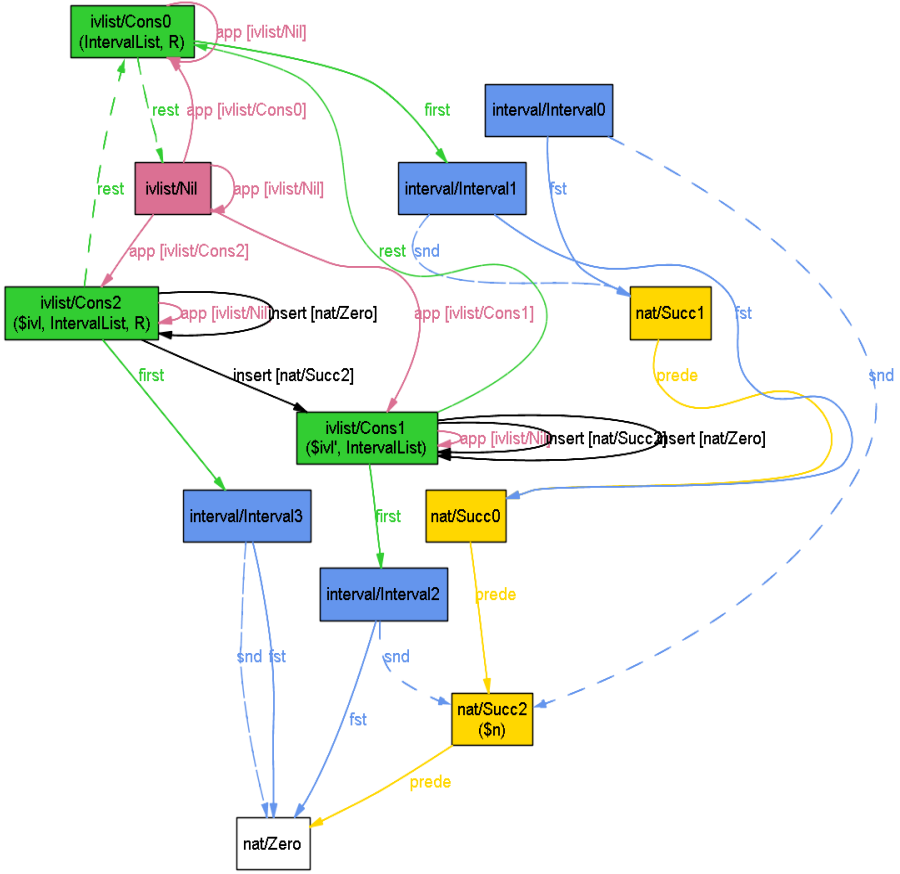 ivlist/Cons0
(IntervalList, R)
app [ivlist/Nil]
rest
app [ivlist/Cons0]
first
interval/Interval0
ivlist/Nil
app [ivlist/Nil]
rest
interval/Interval1
fst
app [ivlist/Cons2]
rest
snd
ivlist/Cons2
($ivl, IntervalList, R)
app [ivlist/Nil]
insert [nat/Zero]
app [ivlist/Cons1]
nat/Succ1
fst
first
insert [nat/Succ2]
prede
snd
ivlist/Cons1
($ivl', IntervalList)
app [ivlist/Nil]
insert [nat/Succ2]
insert [nat/Zero]
interval/Interval3
first
nat/Succ0
interval/Interval2
prede
snd
fst
snd
nat/Succ2
($n)
fst
prede
nat/Zero